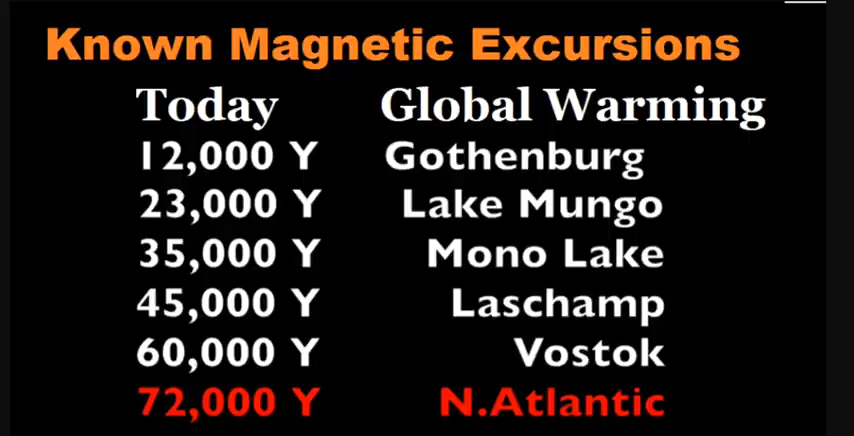 Known Magnetic Excursions
Today Global Warming
12,000 Y Gothenburg
23,000 Y Lake Mungo
35,000 Y Mono Lake
45,000 Y Laschamp
60,000 Y Vostok
72,000 Y N.Atlantic